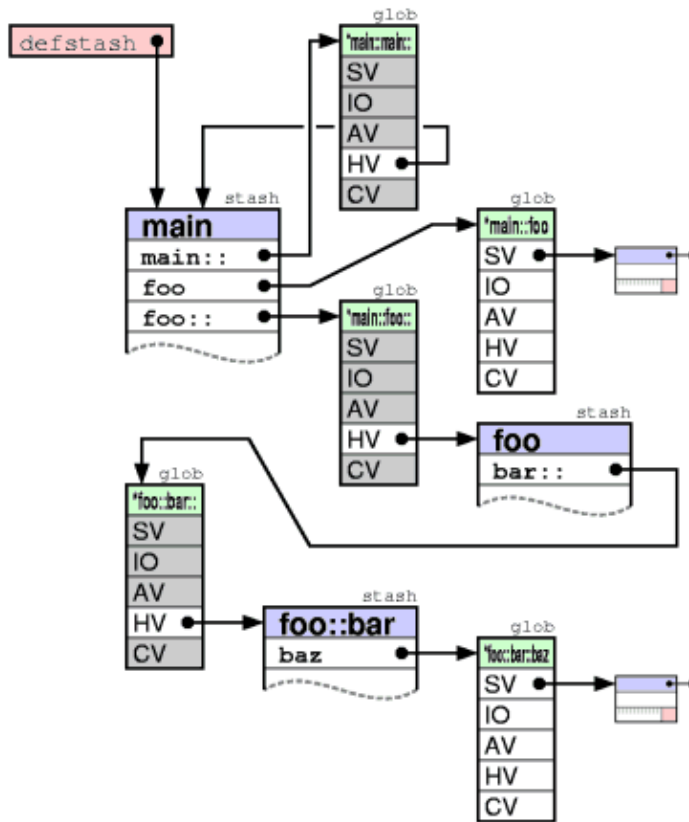 glob
defstash
*main::main::
SV
IO
AV
HV
CV
stash
main
main::
foo
foo::
glob
*main::foo
SV
IO
AV
HV
CV
glob
*main::foo::
SV
IO
AV
HV
CV
stash
foo
bar::
glob
*foo::bar::
SV
IO
AV
HV
CV
stash
foo::bar
baz
glob
*foo::bar::baz
SV
IO
AV
HV
CV